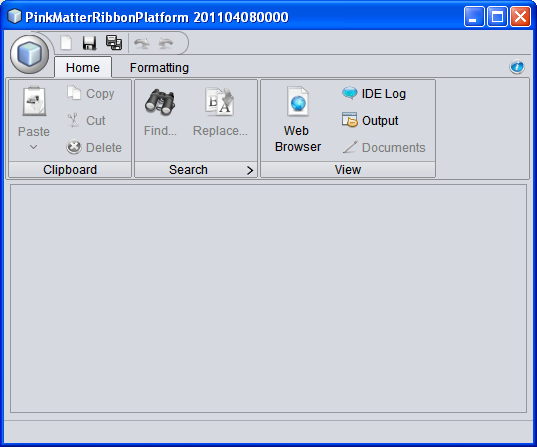 PinkMatterRibbonPlatform 201104080000
Home Formatting
Paste
Copy
Cut
Delete
Clipboard
Find... Replace...
Search
Web
Browser
IDE Log
Output
Documents
View